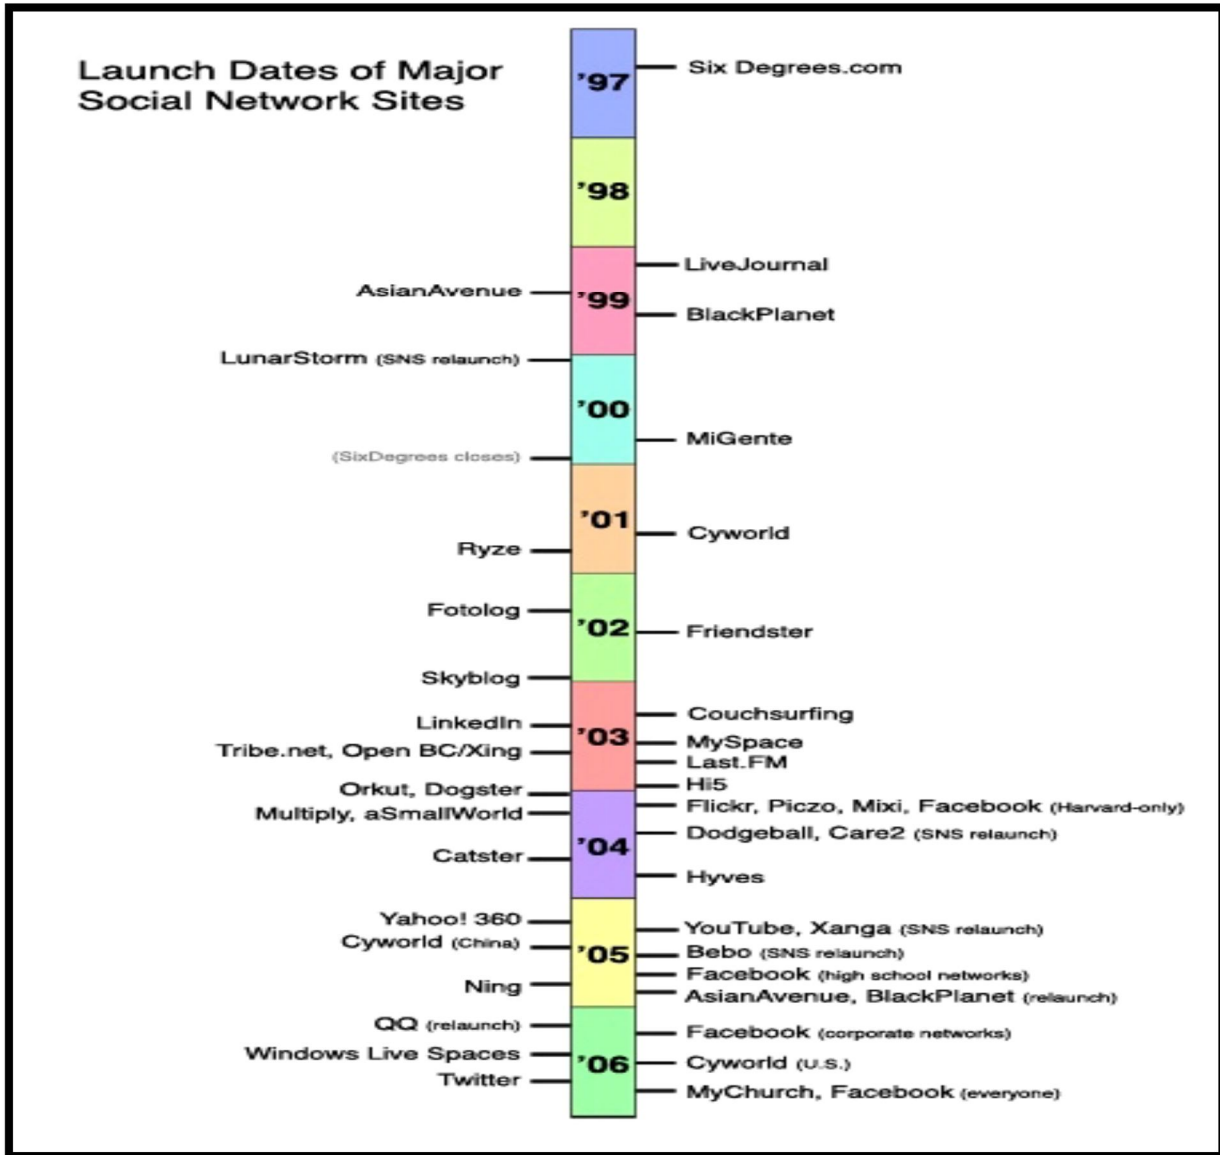 Launch Dates of Major
Social Network Sites
'97
Six Degrees.com
'98
LiveJournal
AsianAvenue
'99
BlackPlanet
LunarStorm (SNS relaunch)
'00
MiGente
(SixDegrees closes)
'01
Cyworld
Ryze
Fotolog
'02
Friendster
Skyblog
Couchsurfing
LinkedIn
'03
MySpace
Tribe.net, Open BC/Xing
Last.FM
Hi5
Orkut, Dogster
Flickr, Piczo, Mixi, Facebook (Harvard-only)
Multiply, aSmallWorld
Dodgeball, Care2 (SNS relaunch)
'04
Catster
Hyves
Yahoo! 360
YouTube, Xanga (SNS relaunch)
Cyworld (China)
Bebo (SNS relaunch)
'05
Facebook (high school networks)
Ning
AsianAvenue, BlackPlanet (relaunch)
QQ (relaunch)
Facebook (corporate networks)
Windows Live Spaces
'06
Cyworld (U.S.)
Twitter
MyChurch, Facebook (everyone)